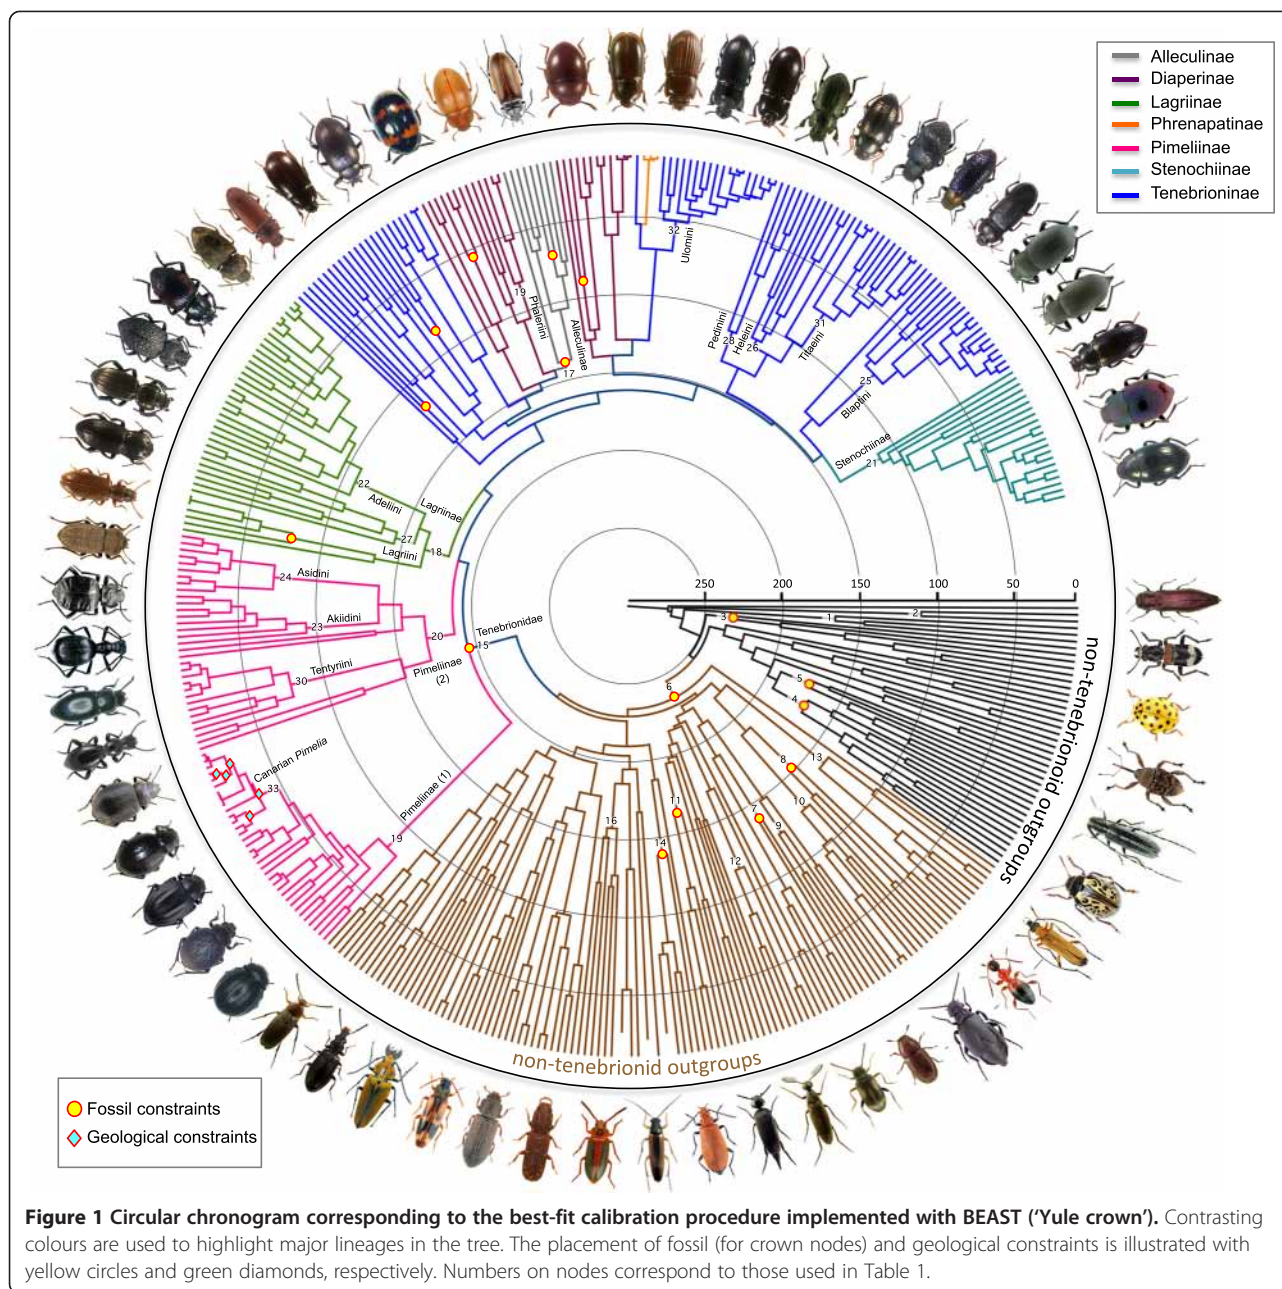 Alleculinae
Diaperinae
Lagriinae
Phrenapatinae
Pimeliinae
Stenochiinae
Tenebrioninae
32
Ulomini
19
Phaleriini
Alleculinae
17
Pedinini
28
Heleini
26
31
Titaeini
25
Blaptini
Stenochiinae
21
22
Adeliini
Lagriinae
27
Lagriini
18
24
Asidini
Akiidini
23
20
Tentyriini
30
Pimeliinae
(2)
Tenebrionidae
15
250
200
150
100
50
0
3
1
2
6
5
4
non-tenebrionoid outgroups
Canarian Pimelia
33
Pimeliinae (1)
19
8
13
11
7
10
9
16
14
12
non-tenebrionid outgroups
Fossil constraints
Geological constraints
Figure 1 Circular chronogram corresponding to the best-fit calibration procedure implemented with BEAST (‘Yule crown’). Contrasting
colours are used to highlight major lineages in the tree. The placement of fossil (for crown nodes) and geological constraints is illustrated with
yellow circles and green diamonds, respectively. Numbers on nodes correspond to those used in Table 1.